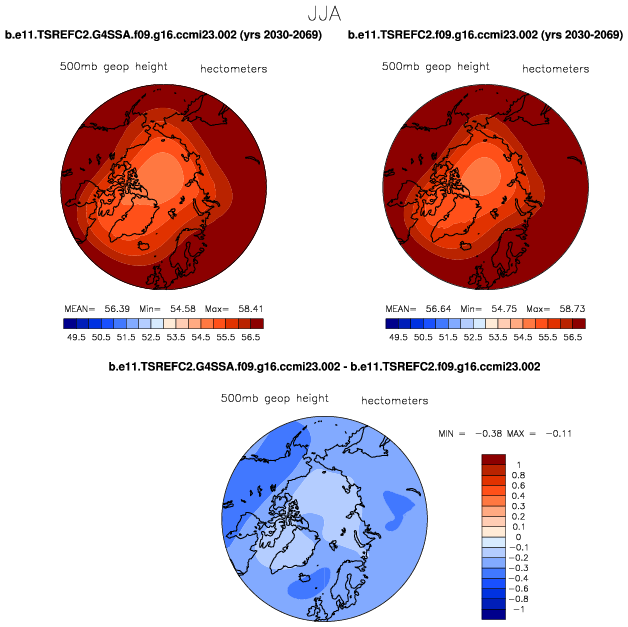 JJA
b.e11.TSREFC2.G4SSA.f09.g16.ccmi23.002 (yrs 2030-2069)
b.e11.TSREFC2.f09.g16.ccmi23.002 (yrs 2030-2069)
500mb geop height hectometers
500mb geop height hectometers
MEAN= 56.39 Min= 54.58 Max= 58.41
MEAN= 56.64 Min= 54.75 Max= 58.73
49.5 50.5 51.5 52.5 53.5 54.5 55.5 56.5
49.5 50.5 51.5 52.5 53.5 54.5 55.5 56.5
b.e11.TSREFC2.G4SSA.f09.g16.ccmi23.002 - b.e11.TSREFC2.f09.g16.ccmi23.002
500mb geop height hectometers
MIN = -0.38 MAX = -0.11
1
0.8
0.6
0.5
0.4
0.3
0.2
0.1
0
-0.1
-0.2
-0.3
-0.4
-0.5
-0.6
-0.8
-1